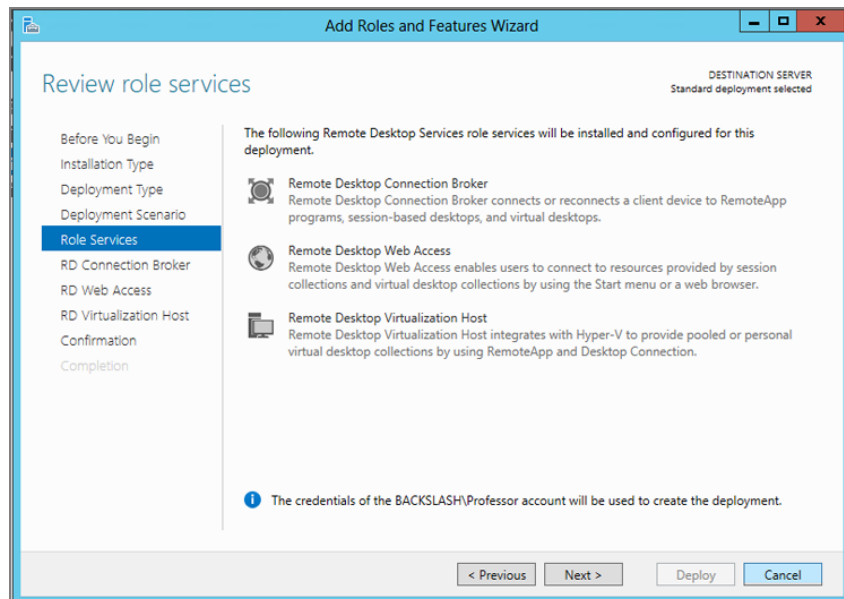 Add Roles and Features Wizard
Review role services
DESTINATION SERVER
Standard deployment selected
Before You Begin
Installation Type
Deployment Type
Deployment Scenario
Role Services
RD Connection Broker
RD Web Access
RD Virtualization Host
Confirmation
Completion
The following Remote Desktop Services role services will be installed and configured for this
deployment.
Remote Desktop Connection Broker
Remote Desktop Connection Broker connects or reconnects a client device to RemoteApp
programs, session-based desktops, and virtual desktops.
Remote Desktop Web Access
Remote Desktop Web Access enables users to connect to resources provided by session
collections and virtual desktop collections by using the Start menu or a web browser.
Remote Desktop Virtualization Host
Remote Desktop Virtualization Host integrates with Hyper-V to provide pooled or personal
virtual desktop collections by using RemoteApp and Desktop Connection.
The credentials of the BACKSLASH\Professor account will be used to create the deployment.
< Previous
Next >
Deploy
Cancel